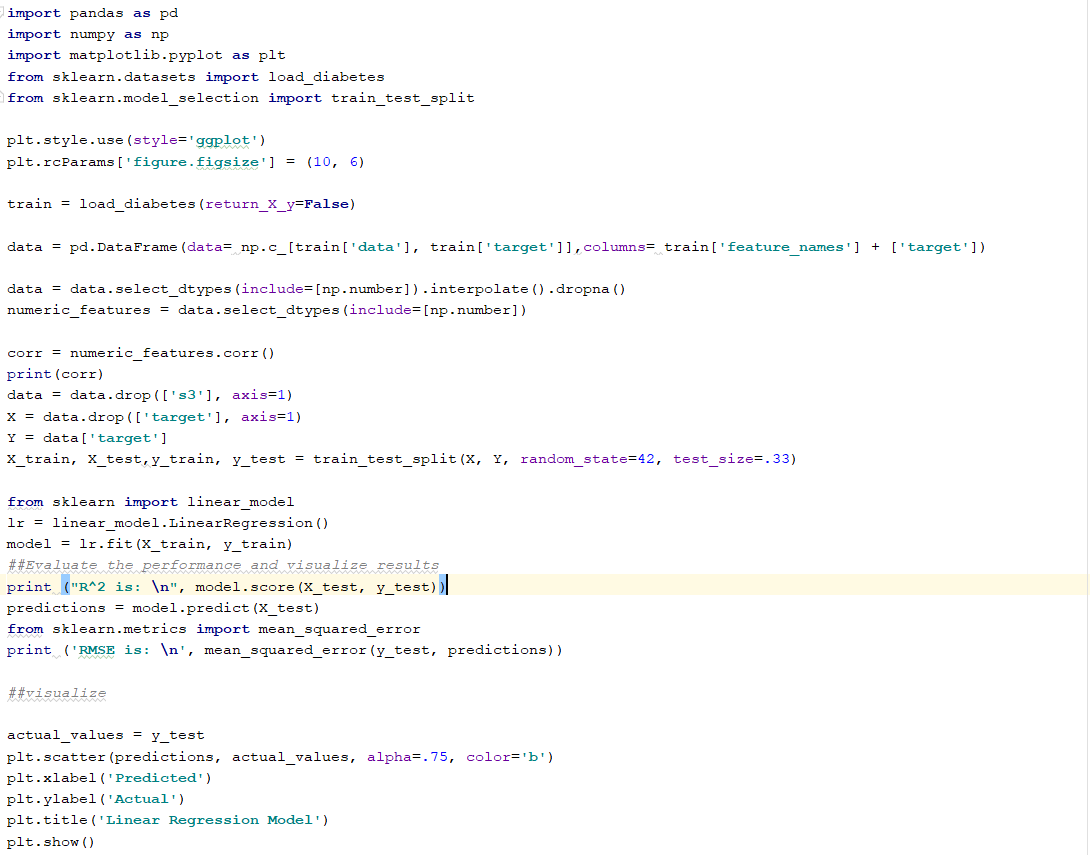 import pandas as pd
import numpy as np
import matplotlib.pyplot as plt
from sklearn.datasets import load_diabetes
from sklearn.model_selection import train_test_split
plt.style.use(style='ggplot')
plt.rcParams['figure.figsize'] = (10, 6)
train = load_diabetes(return_X_y=False)
data = pd.DataFrame(data= np.c_[train['data'], train['target']],columns= train['feature_names'] + ['target'])
data = data.select_dtypes(include=[np.number]).interpolate().dropna()
numeric_features = data.select_dtypes(include=[np.number])
corr = numeric_features.corr()
print(corr)
data = data.drop(['s3'], axis=1)
X = data.drop(['target'], axis=1)
Y = data['target']
X_train, X_test,y_train, y_test = train_test_split(X, Y, random_state=42, test_size=.33)
from sklearn import linear_model
lr = linear_model.LinearRegression()
model = lr.fit(X_train, y_train)
##Evaluate the performance and visualize results
print ("R^2 is: \n", model.score(X_test, y_test))
predictions = model.predict(X_test)
from sklearn.metrics import mean_squared_error
print ('RMSE is: \n', mean_squared_error(y_test, predictions))
##visualize
actual_values = y_test
plt.scatter(predictions, actual_values, alpha=.75, color='b')
plt.xlabel('Predicted')
plt.ylabel('Actual')
plt.title('Linear Regression Model')
plt.show()